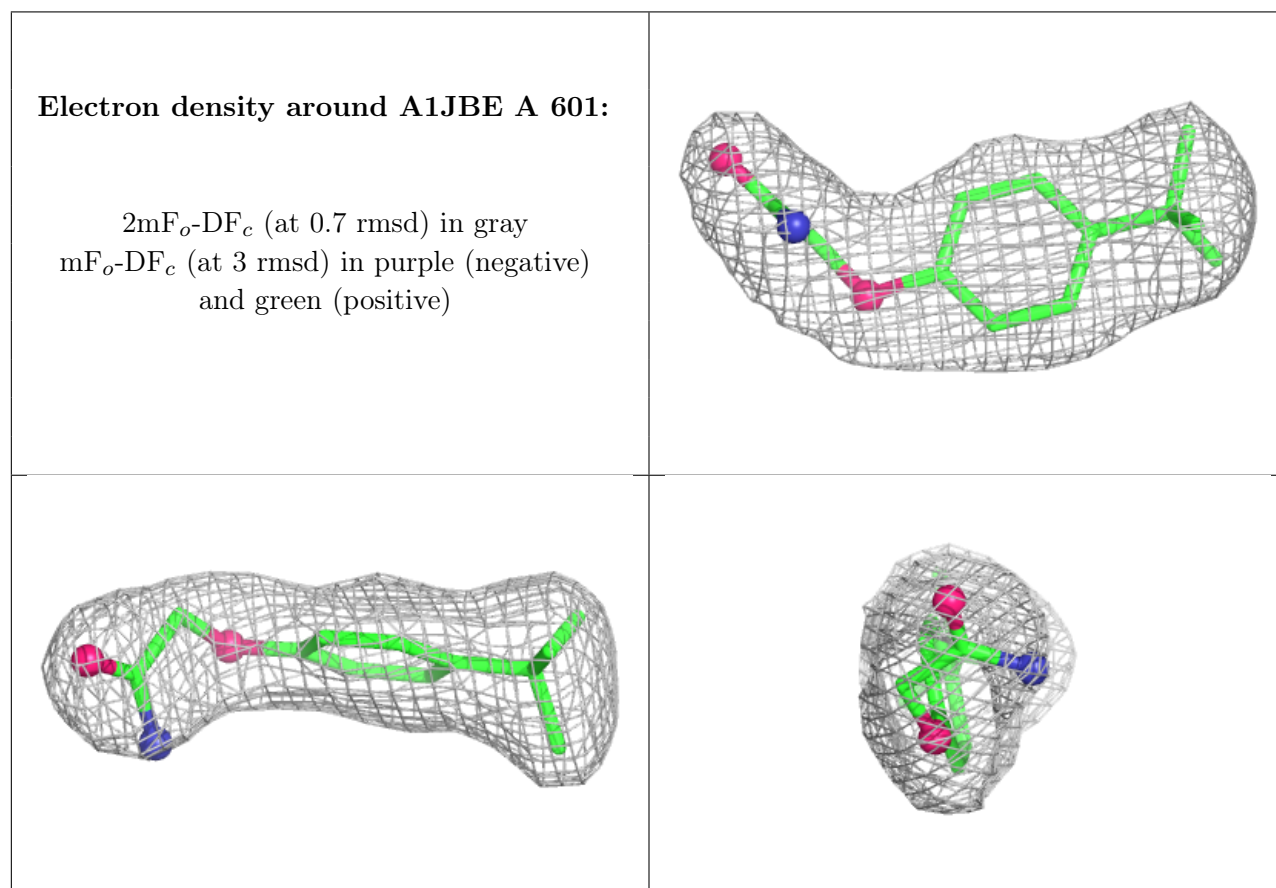 Electron density around A1JBE A 601:
2mFo-DFc (at 0.7 rmsd) in gray
mFo-DFc (at 3 rmsd) in purple (negative)
and green (positive)